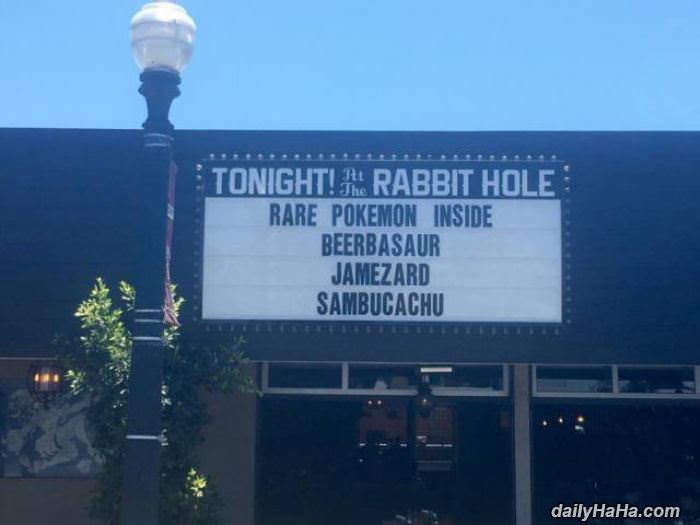 TONIGHT! At The RABBIT HOLE
RARE POKEMON INSIDE
BEERBASAUR
JAMEZARD
SAMBUCACHU
dailyHaHa.com